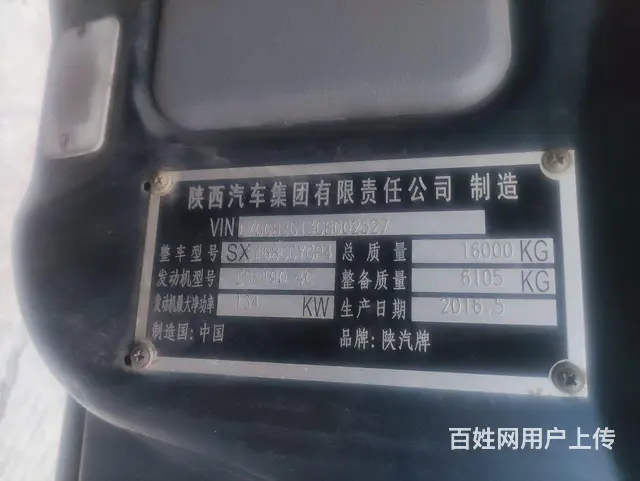 陕西汽车集团有限责任公司 制造
VIN
整车型号 SX 总质量 16000 KG
发动机型号 整备质量 6105 KG
发动机最大净功率 134 KW 生产日期 2016.5
制造国:中国 品牌:陕汽牌
百姓网用户上传